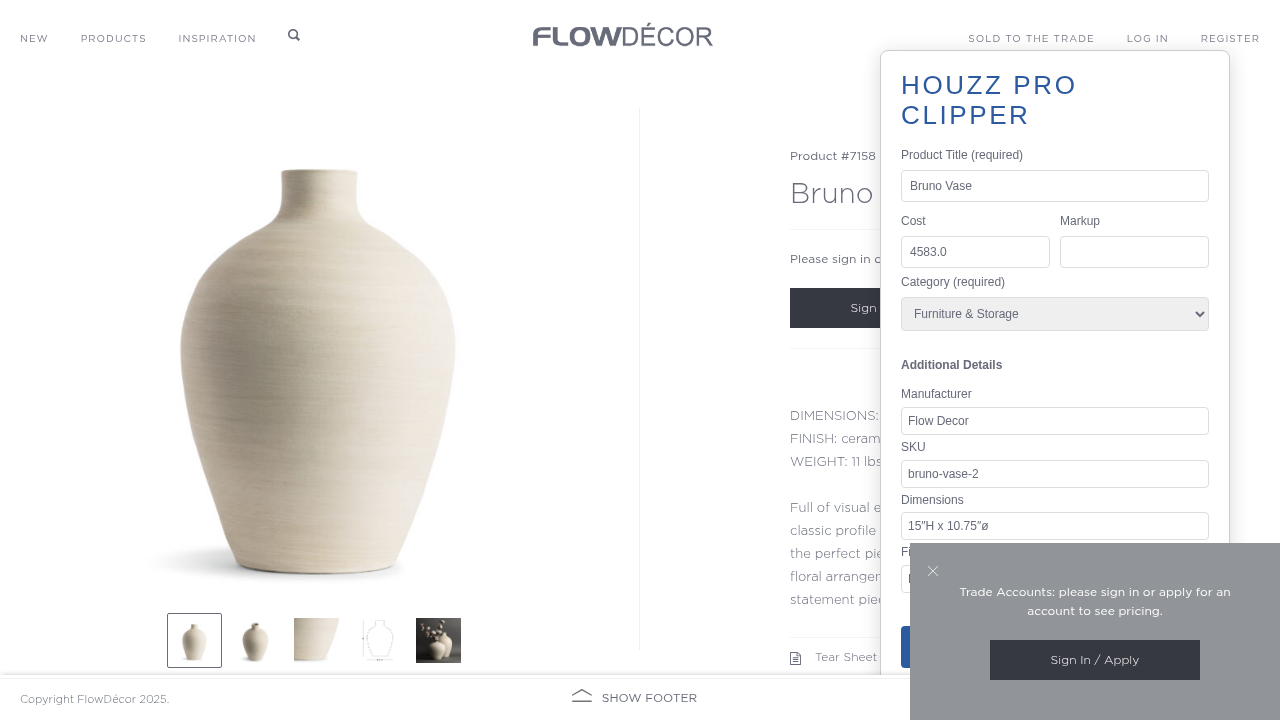 NEW
PRODUCTS
INSPIRATION
FLOWDÉCOR
SOLD TO THE TRADE
LOG IN
REGISTER
Product #7158
Bruno
Please sign in
Sign
DIMENSIONS:
FINISH: ceram
WEIGHT: 11 lbs
Full of visual e
classic profile
the perfect pie
floral arranger
statement piec
Tear Sheet
HOUZZ PRO
CLIPPER
Product Title (required)
Bruno Vase
Cost
Markup
4583.0
Category (required)
Furniture & Storage
Additional Details
Manufacturer
Flow Decor
SKU
bruno-vase-2
Dimensions
15″H x 10.75″ø
Trade Accounts: please sign in or apply for an
account to see pricing.
Sign In / Apply
Copyright FlowDécor 2025.
SHOW FOOTER